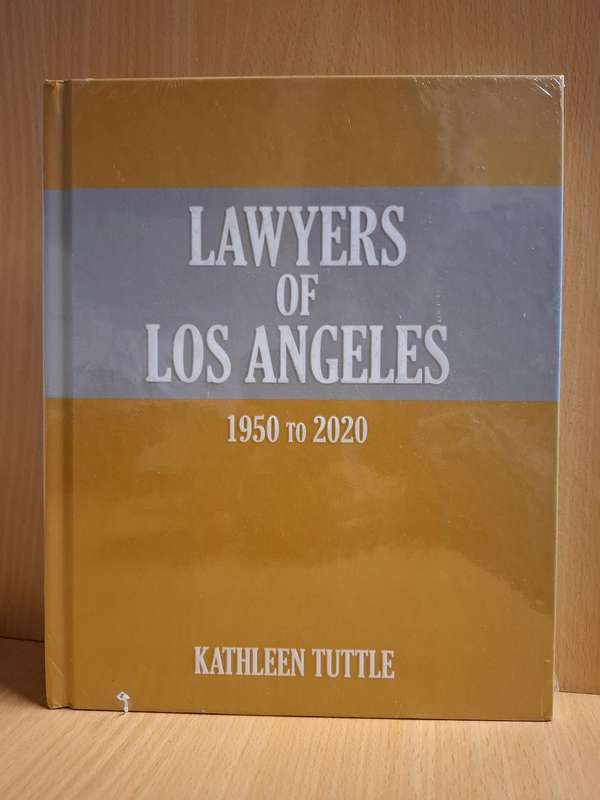 LAWYERS
OF
LOS ANGELES
1950 TO 2020
KATHLEEN TUTTLE